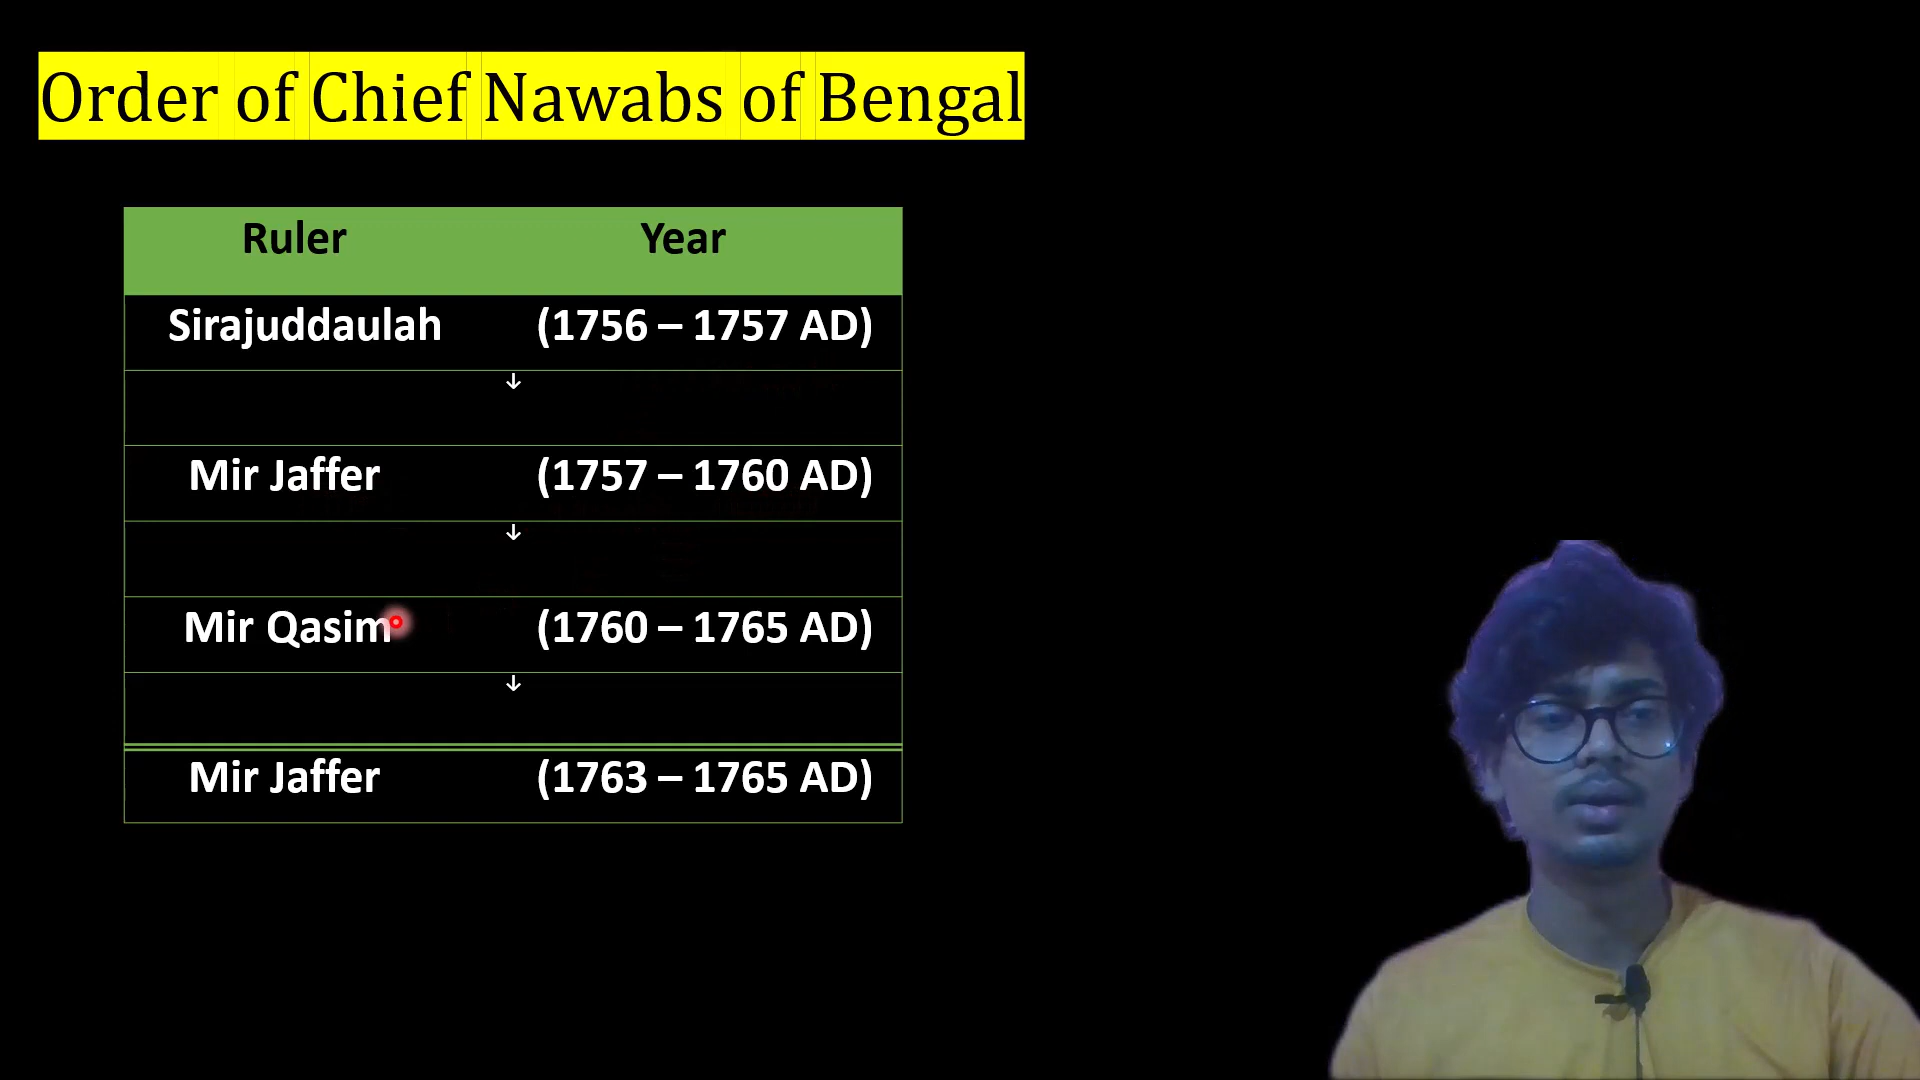 Order of Chief Nawabs of Bengal
Ruler Year
Sirajuddaulah (1756 – 1757 AD)
↓
Mir Jaffer (1757 – 1760 AD)
↓
Mir Qasim (1760 – 1765 AD)
↓
Mir Jaffer (1763 – 1765 AD)